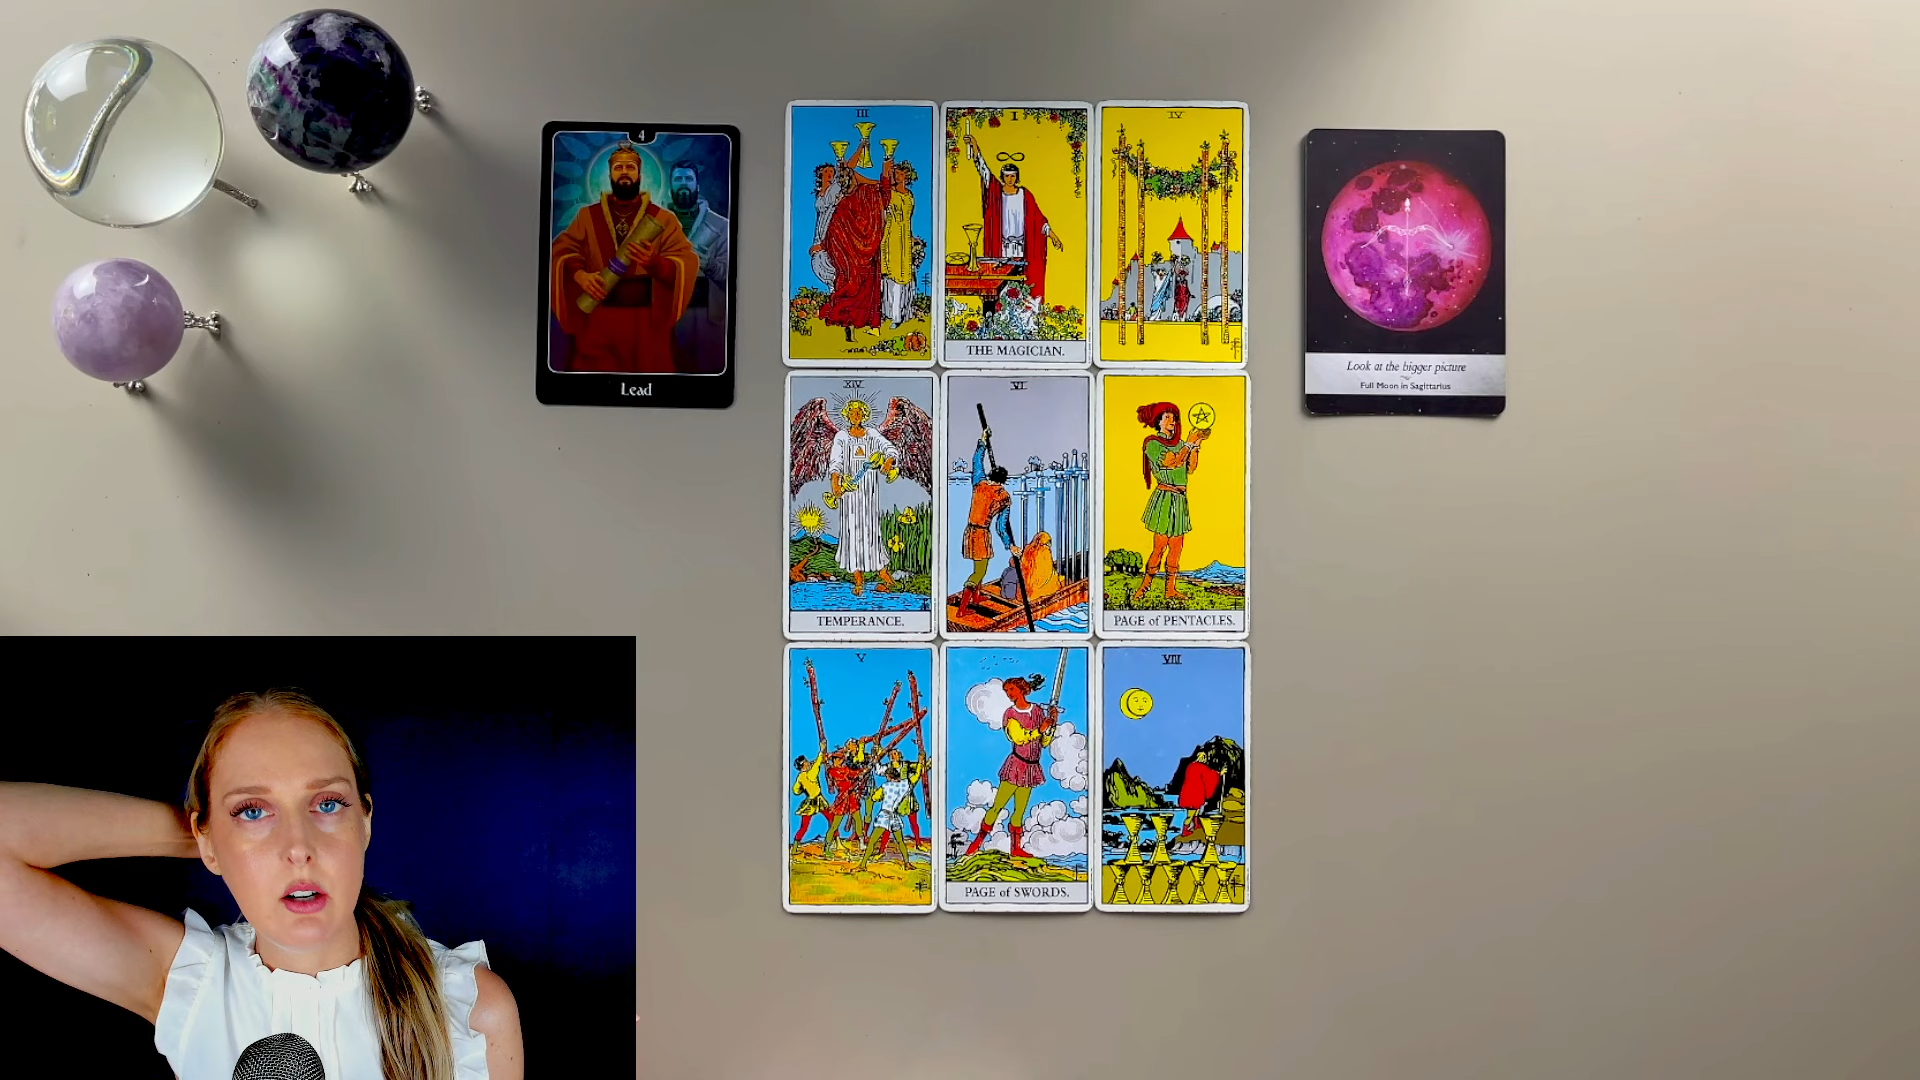 4
Lead
III
I
THE MAGICIAN.
IV
Look at the bigger picture
Full Moon in Sagittarius
XIV
TEMPERANCE.
VI
PAGE of PENTACLES.
V
PAGE of SWORDS.
VIII